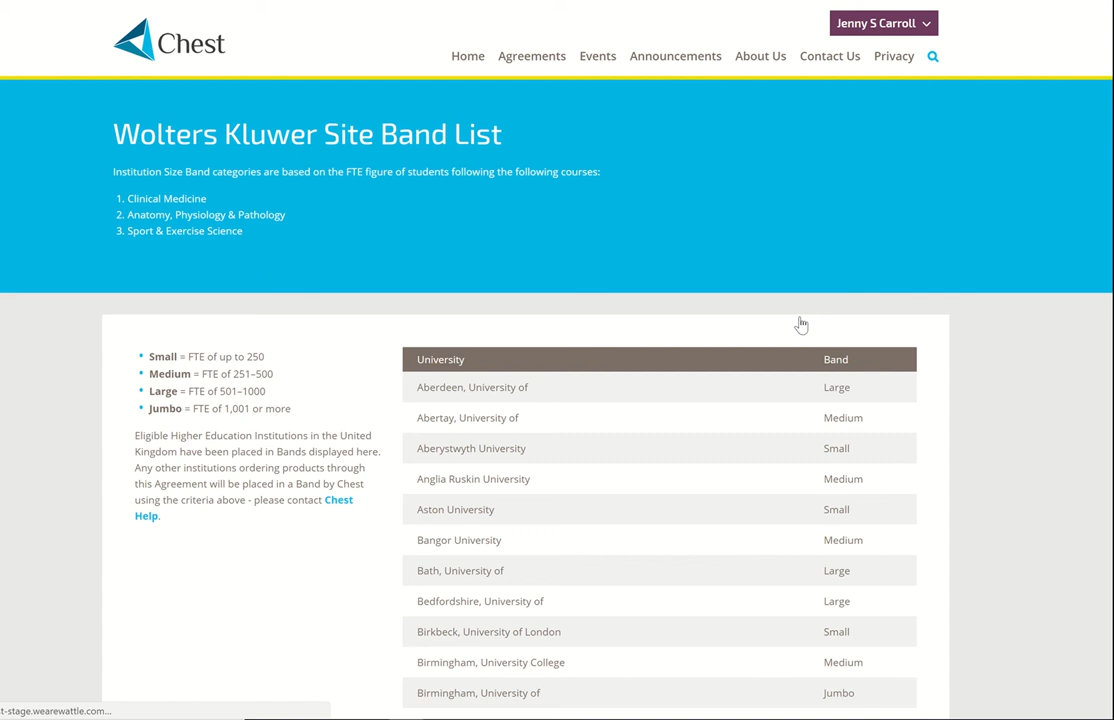 Jenny S Carroll
Chest
Home Agreements Events Announcements About Us Contact Us Privacy
Wolters Kluwer Site Band List
Institution Size Band categories are based on the FTE figure of students following the following courses:
1. Clinical Medicine
2. Anatomy, Physiology & Pathology
3. Sport & Exercise Science
• Small = FTE of up to 250
• Medium = FTE of 251–500
• Large = FTE of 501–1000
• Jumbo = FTE of 1,001 or more
Eligible Higher Education Institutions in the United
Kingdom have been placed in Bands displayed here.
Any other institutions ordering products through
this Agreement will be placed in a Band by Chest
using the criteria above - please contact Chest
Help.
University Band
Aberdeen, University of Large
Abertay, University of Medium
Aberystwyth University Small
Anglia Ruskin University Medium
Aston University Small
Bangor University Medium
Bath, University of Large
Bedfordshire, University of Large
Birkbeck, University of London Small
Birmingham, University College Medium
Birmingham, University of Jumbo
t-stage.wearewattle.com...